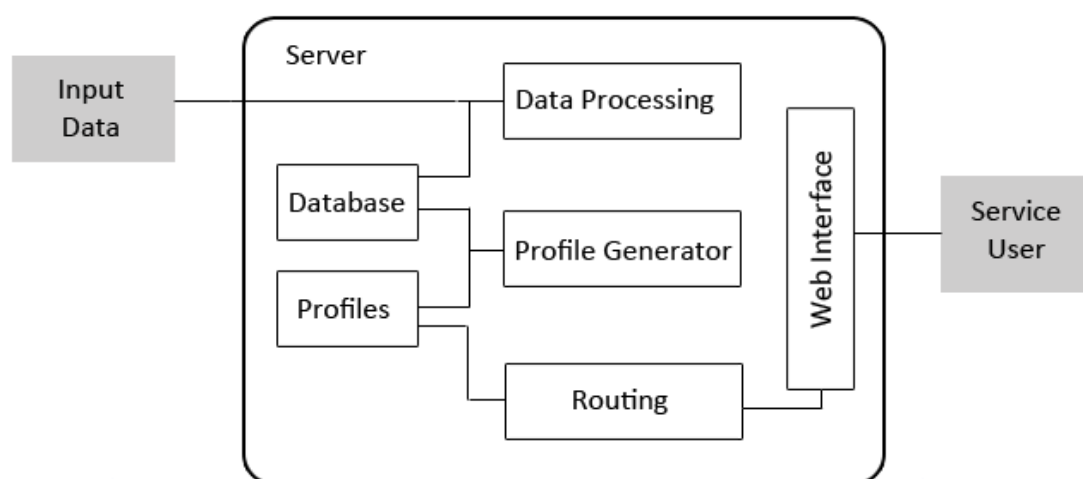 Server
Input
Data
Data Processing
Database
Profile Generator
Profiles
Routing
Web Interface
Service
User